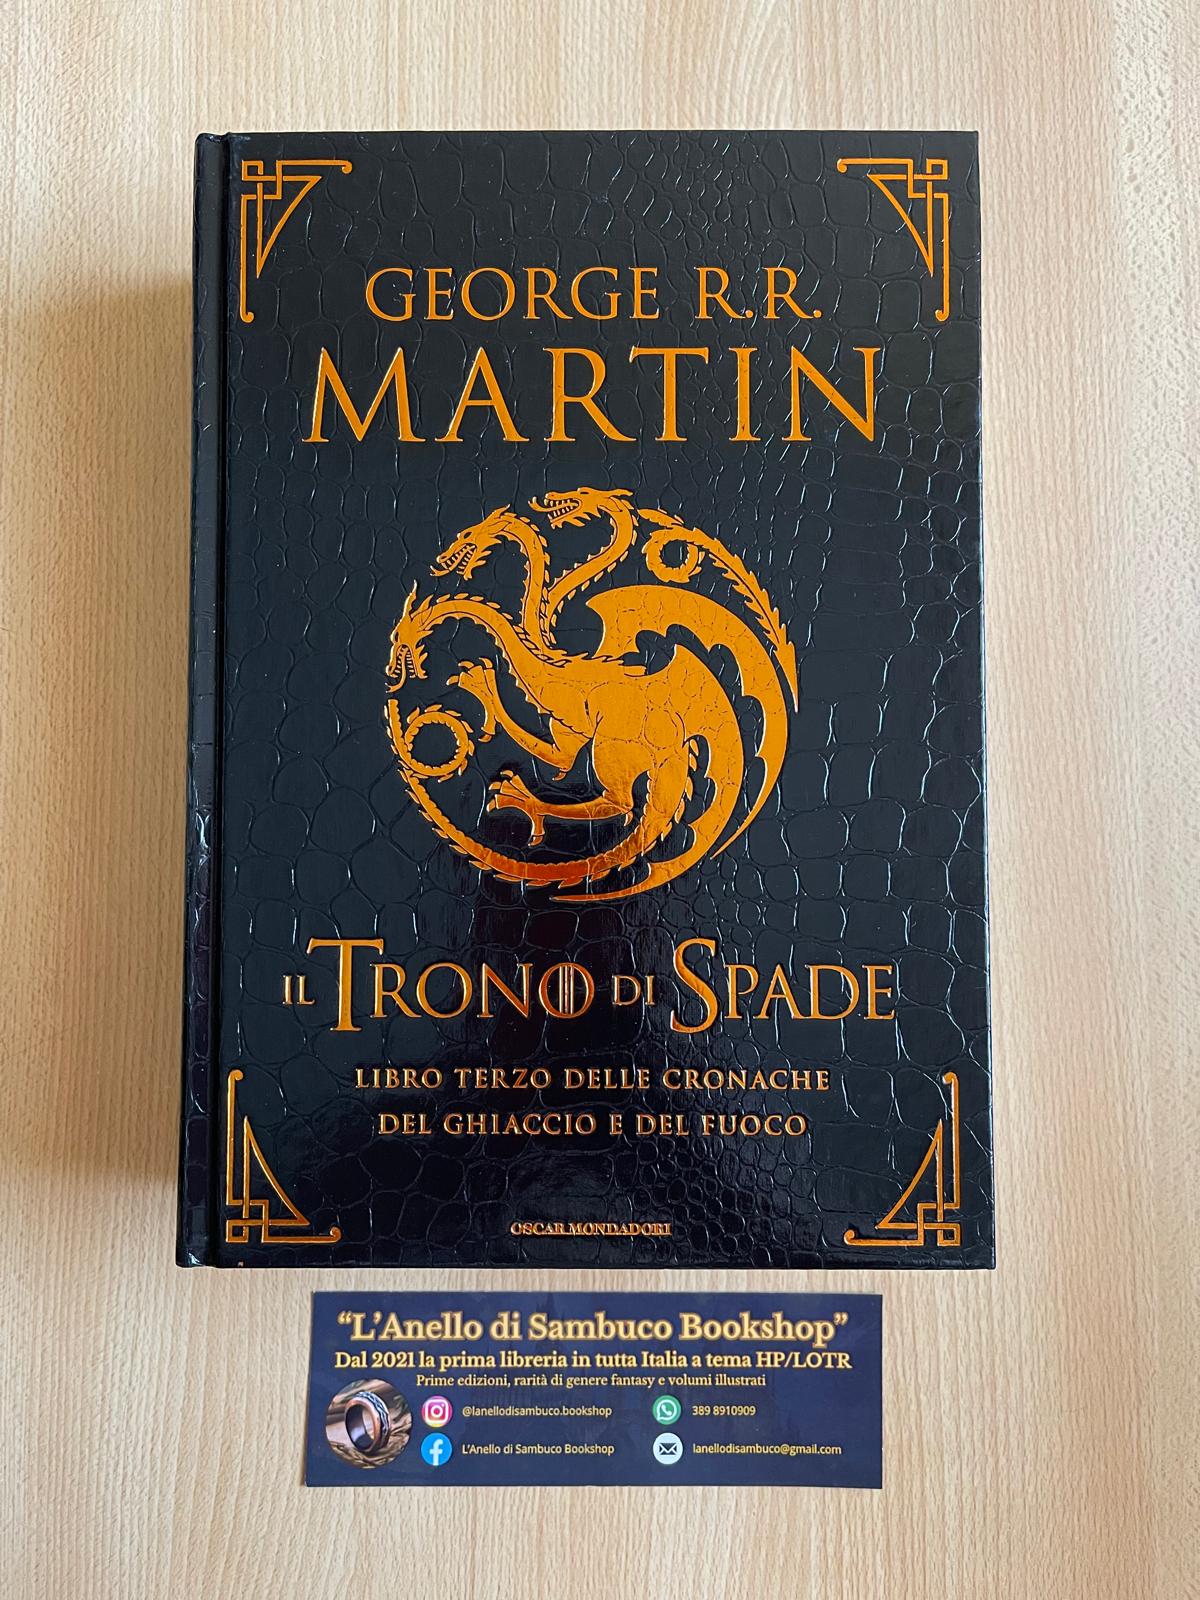 GEORGE R.R.
MARTIN
IL TRONO DI SPADE
LIBRO TERZO DELLE CRONACHE
DEL GHIACCIO E DEL FUOCO
OSCAR MONDADORI
“L’Anello di Sambuco Bookshop”
Dal 2021 la prima libreria in tutta Italia a tema HP/LOTR
Prime edizioni, rarità di genere fantasy e volumi illustrati
@lanellodisambuco.bookshop
389 8910909
L’Anello di Sambuco Bookshop
lanellodisambuco@gmail.com